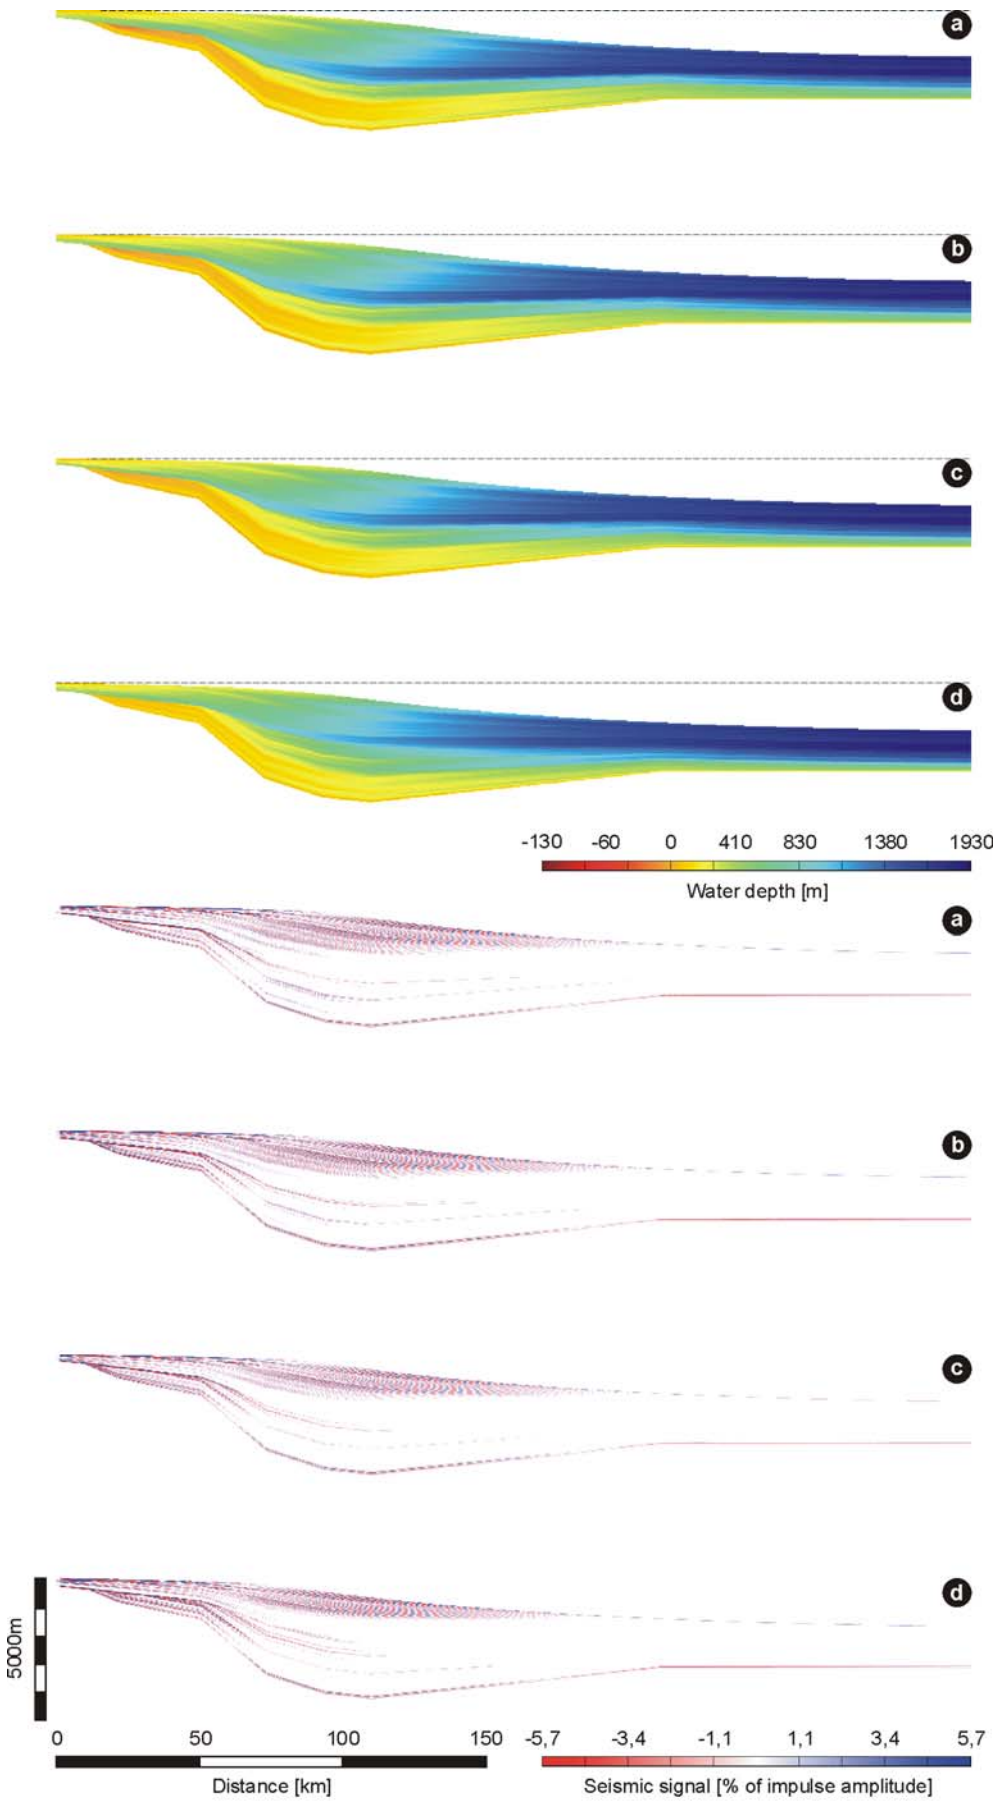 a
b
c
d
-130 -60 0 410 830 1380 1930
Water depth [m]
a
b
c
d
5000m
0 50 100 150
Distance [km]
-5,7 -3,4 -1,1 1,1 3,4 5,7
Seismic signal [% of impulse amplitude]